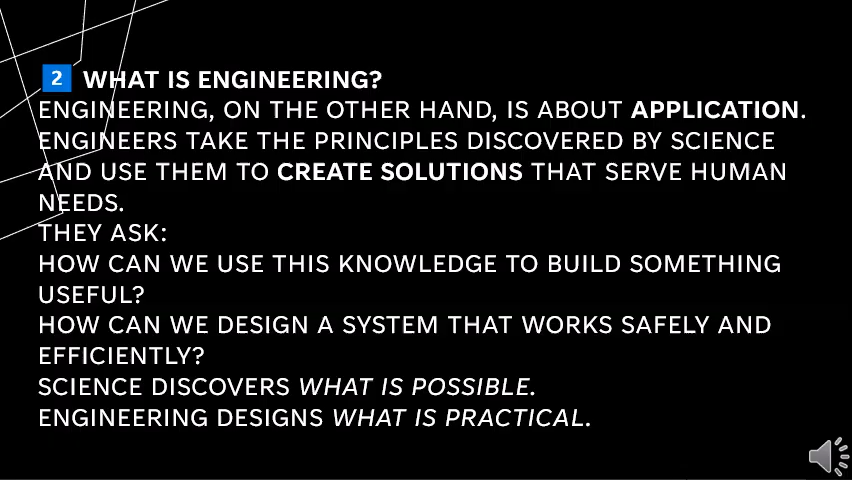 2 WHAT IS ENGINEERING?
ENGINEERING, ON THE OTHER HAND, IS ABOUT APPLICATION.
ENGINEERS TAKE THE PRINCIPLES DISCOVERED BY SCIENCE
AND USE THEM TO CREATE SOLUTIONS THAT SERVE HUMAN
NEEDS.
THEY ASK:
HOW CAN WE USE THIS KNOWLEDGE TO BUILD SOMETHING
USEFUL?
HOW CAN WE DESIGN A SYSTEM THAT WORKS SAFELY AND
EFFICIENTLY?
SCIENCE DISCOVERS WHAT IS POSSIBLE.
ENGINEERING DESIGNS WHAT IS PRACTICAL.